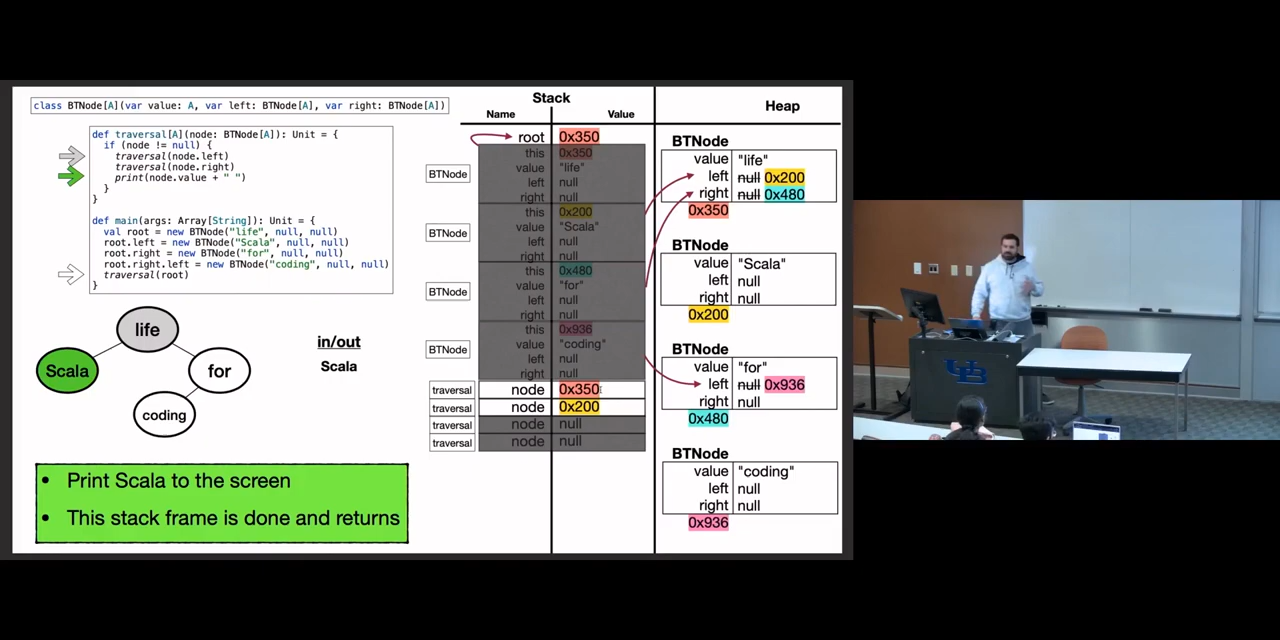 class BTNode[A](var value: A, var left: BTNode[A], var right: BTNode[A])
def traversal[A](node: BTNode[A]): Unit = {
if (node != null) {
traversal(node.left)
traversal(node.right)
print(node.value + " ")
}
}
def main(args: Array[String]): Unit = {
val root = new BTNode("life", null, null)
root.left = new BTNode("Scala", null, null)
root.right = new BTNode("for", null, null)
root.right.left = new BTNode("coding", null, null)
traversal(root)
}
life
Scala
for
coding
in/out
Scala
• Print Scala to the screen
• This stack frame is done and returns
Stack
Name Value
root 0x350
BTNode
this 0x350
value "life"
left null
right null
BTNode
this 0x200
value "Scala"
left null
right null
BTNode
this 0x480
value "for"
left null
right null
BTNode
this 0x936
value "coding"
left null
right null
traversal node 0x350
traversal node 0x200
traversal node null
traversal node null
Heap
BTNode
value "life"
left null 0x200
right null 0x480
0x350
BTNode
value "Scala"
left null
right null
0x200
BTNode
value "for"
left null 0x936
right null
0x480
BTNode
value "coding"
left null
right null
0x936
UB